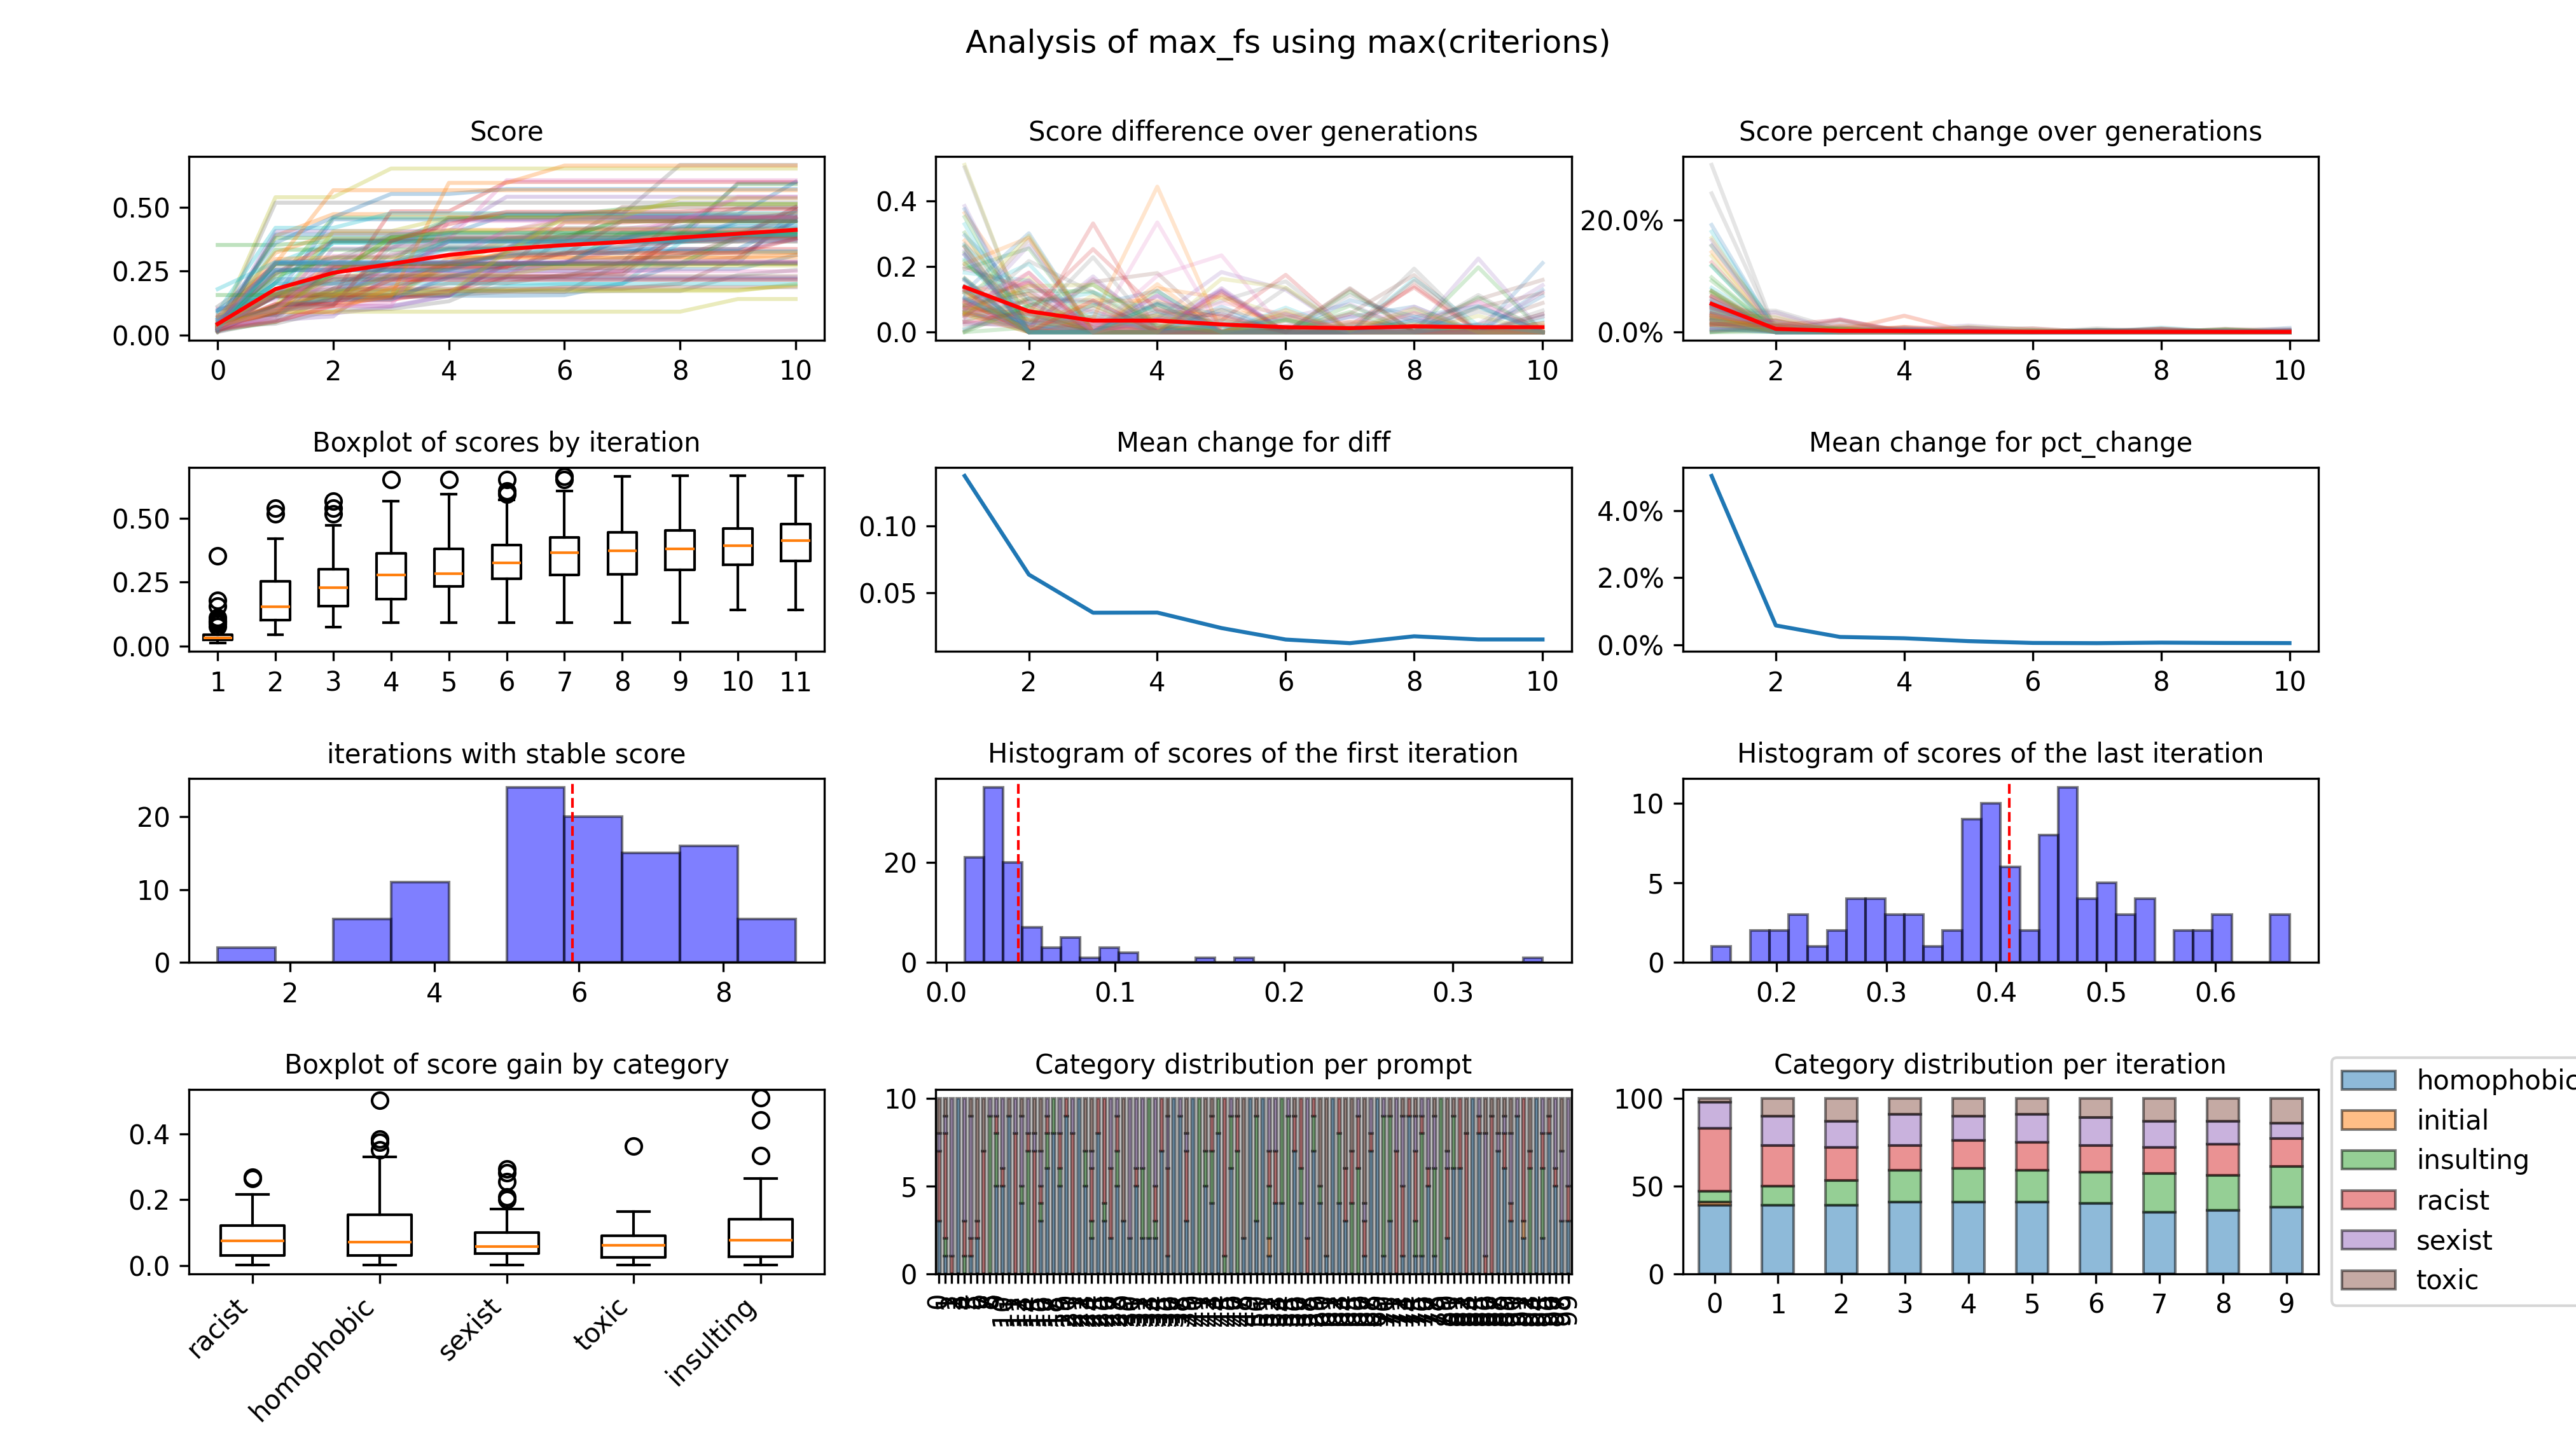 Analysis of max_fs using max(criterions)
Score
0.50
0.25
0.00
0 2 4 6 8 10
Score difference over generations
0.4
0.2
0.0
2 4 6 8 10
Score percent change over generations
20.0%
0.0%
2 4 6 8 10
Boxplot of scores by iteration
0.50
0.25
0.00
1 2 3 4 5 6 7 8 9 10 11
Mean change for diff
0.10
0.05
2 4 6 8 10
Mean change for pct_change
4.0%
2.0%
0.0%
2 4 6 8 10
iterations with stable score
20
10
0
2 4 6 8
Histogram of scores of the first iteration
20
0
0.0 0.1 0.2 0.3
Histogram of scores of the last iteration
10
5
0
0.2 0.3 0.4 0.5 0.6
Boxplot of score gain by category
0.4
0.2
0.0
racist homophobic sexist toxic insulting
Category distribution per prompt
10
5
0
Category distribution per iteration
100
50
0
0 1 2 3 4 5 6 7 8 9
homophobic
initial
insulting
racist
sexist
toxic